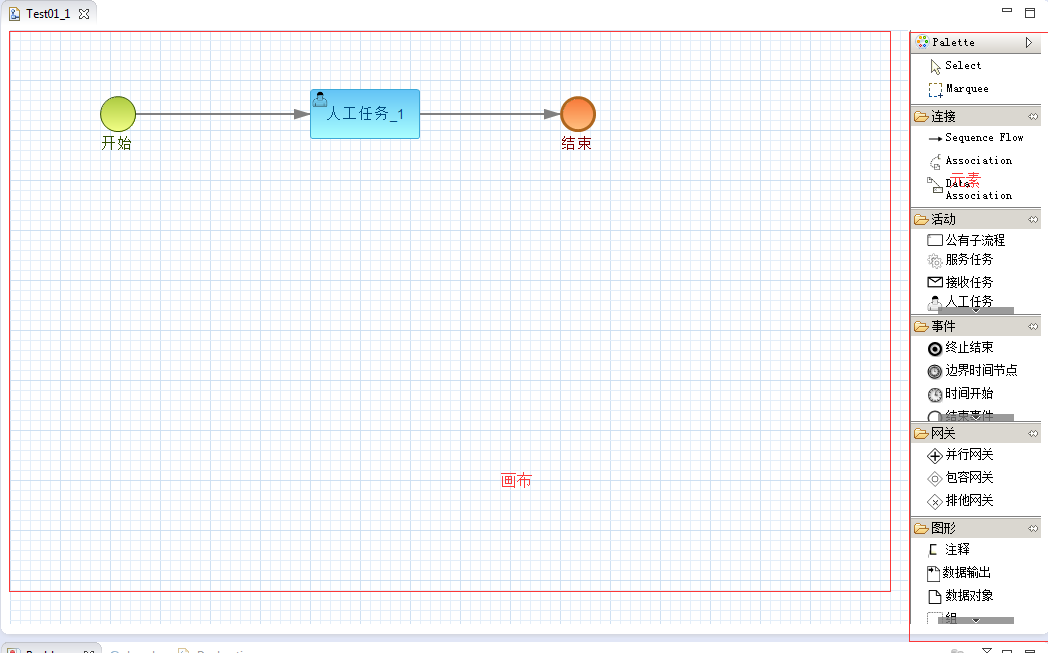 Test01_1
Palette
Select
Marquee
连接
Sequence Flow
Association
元素
Data
Association
活动
公有子流程
服务任务
接收任务
人工任务
事件
终止结束
边界时间节点
时间开始
结束事件
网关
并行网关
包容网关
排他网关
图形
注释
数据输出
数据对象
组
人工任务_1
开始
结束
画布